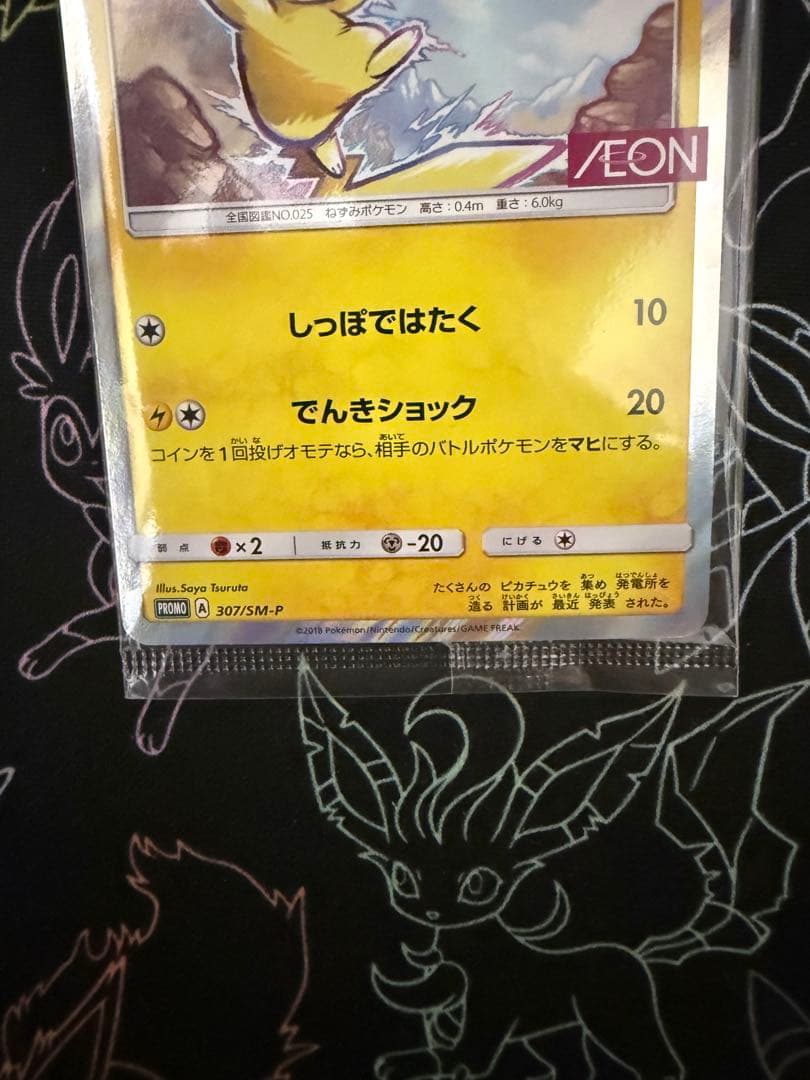 ÆON
全国図鑑NO.025 ねずみポケモン 高さ：0.4m 重さ：6.0kg
しっぽではたく 10
でんきショック 20
コインを1回投げオモテなら、相手のバトルポケモンをマヒにする。
弱点 ×2 抵抗力 -20 にげる
Illus.Saya Tsuruta
たくさんの ピカチュウを 集め 発電所を
造る 計画が 最近 発表 された。
PROMO A 307/SM-P
©2018 Pokémon/Nintendo/Creatures/GAME FREAK